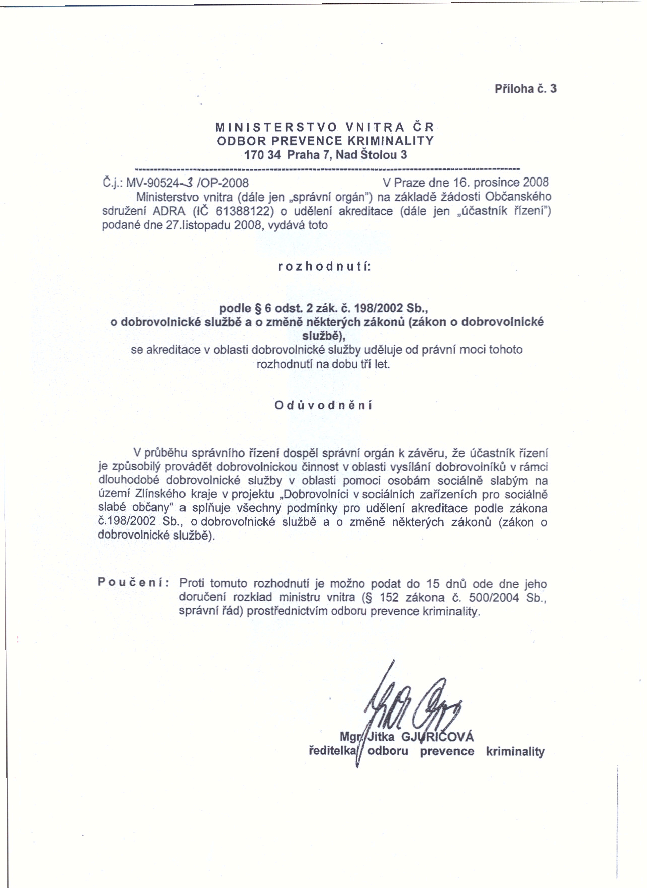 Příloha č. 3
MINISTERSTVO VNITRA ČR
ODBOR PREVENCE KRIMINALITY
170 34 Praha 7, Nad Štolou 3
Č.j.: MV-90524-3 /OP-2008 V Praze dne 16. prosince 2008
Ministerstvo vnitra (dále jen „správní orgán") na základě žádosti Občanského
sdružení ADRA (IČ 61388122) o udělení akreditace (dále jen „účastník řízení")
podané dne 27.listopadu 2008, vydává toto
rozhodnutí:
podle § 6 odst. 2 zák. č. 198/2002 Sb.,
o dobrovolnické službě a o změně některých zákonů (zákon o dobrovolnické
službě),
se akreditace v oblasti dobrovolnické služby uděluje od právní moci tohoto
rozhodnutí na dobu tří let.
Odůvodnění
V průběhu správního řízení dospěl správní orgán k závěru, že účastník řízení
je způsobilý provádět dobrovolnickou činnost v oblasti vysílání dobrovolníků v rámci
dlouhodobé dobrovolnické služby v oblasti pomoci osobám sociálně slabým na
území Zlínského kraje v projektu „Dobrovolníci v sociálních zařízeních pro sociálně
slabé občany" a splňuje všechny podmínky pro udělení akreditace podle zákona
č.198/2002 Sb., o dobrovolnické službě a o změně některých zákonů (zákon o
dobrovolnické službě).
Poučení: Proti tomuto rozhodnutí je možno podat do 15 dnů ode dne jeho
doručení rozklad ministru vnitra (§ 152 zákona č. 500/2004 Sb.,
správní řád) prostřednictvím odboru prevence kriminality.
Mgr. Jitka GJURIČOVÁ
ředitelka odboru prevence kriminality